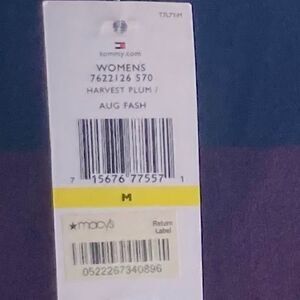 tommy.com
WOMENS
7622126 570
HARVEST PLUM /
AUG FASH
7 15676 77557 1
M
★macy's
Return
Label
0522267340896